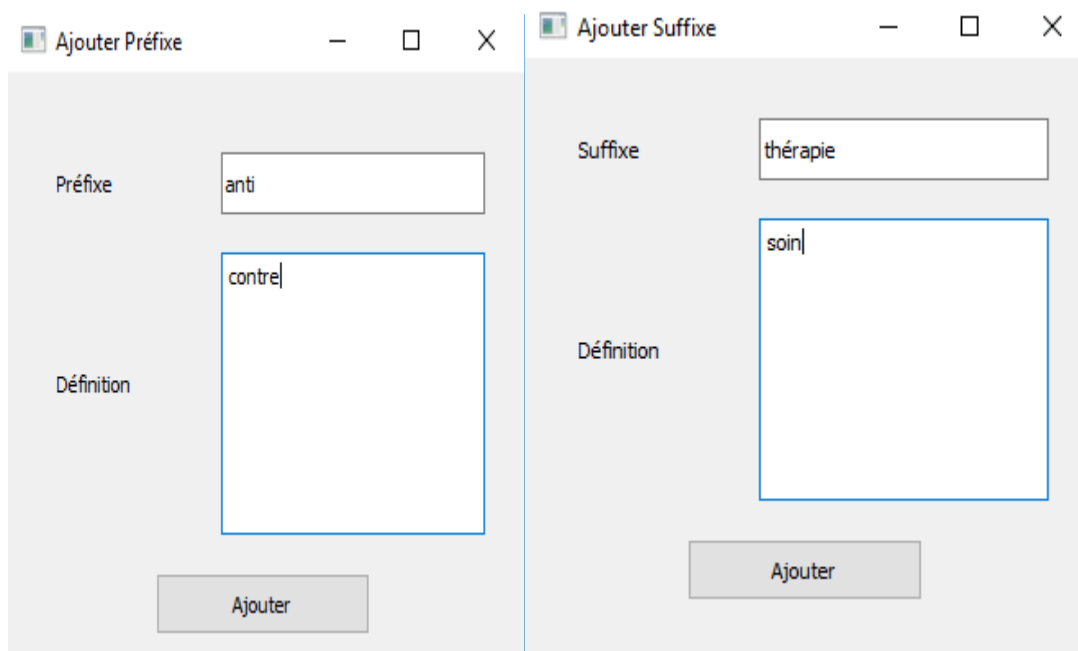 Ajouter Préfixe
Préfixe
anti
contre
Définition
Ajouter
Ajouter Suffixe
Suffixe
thérapie
soin
Définition
Ajouter